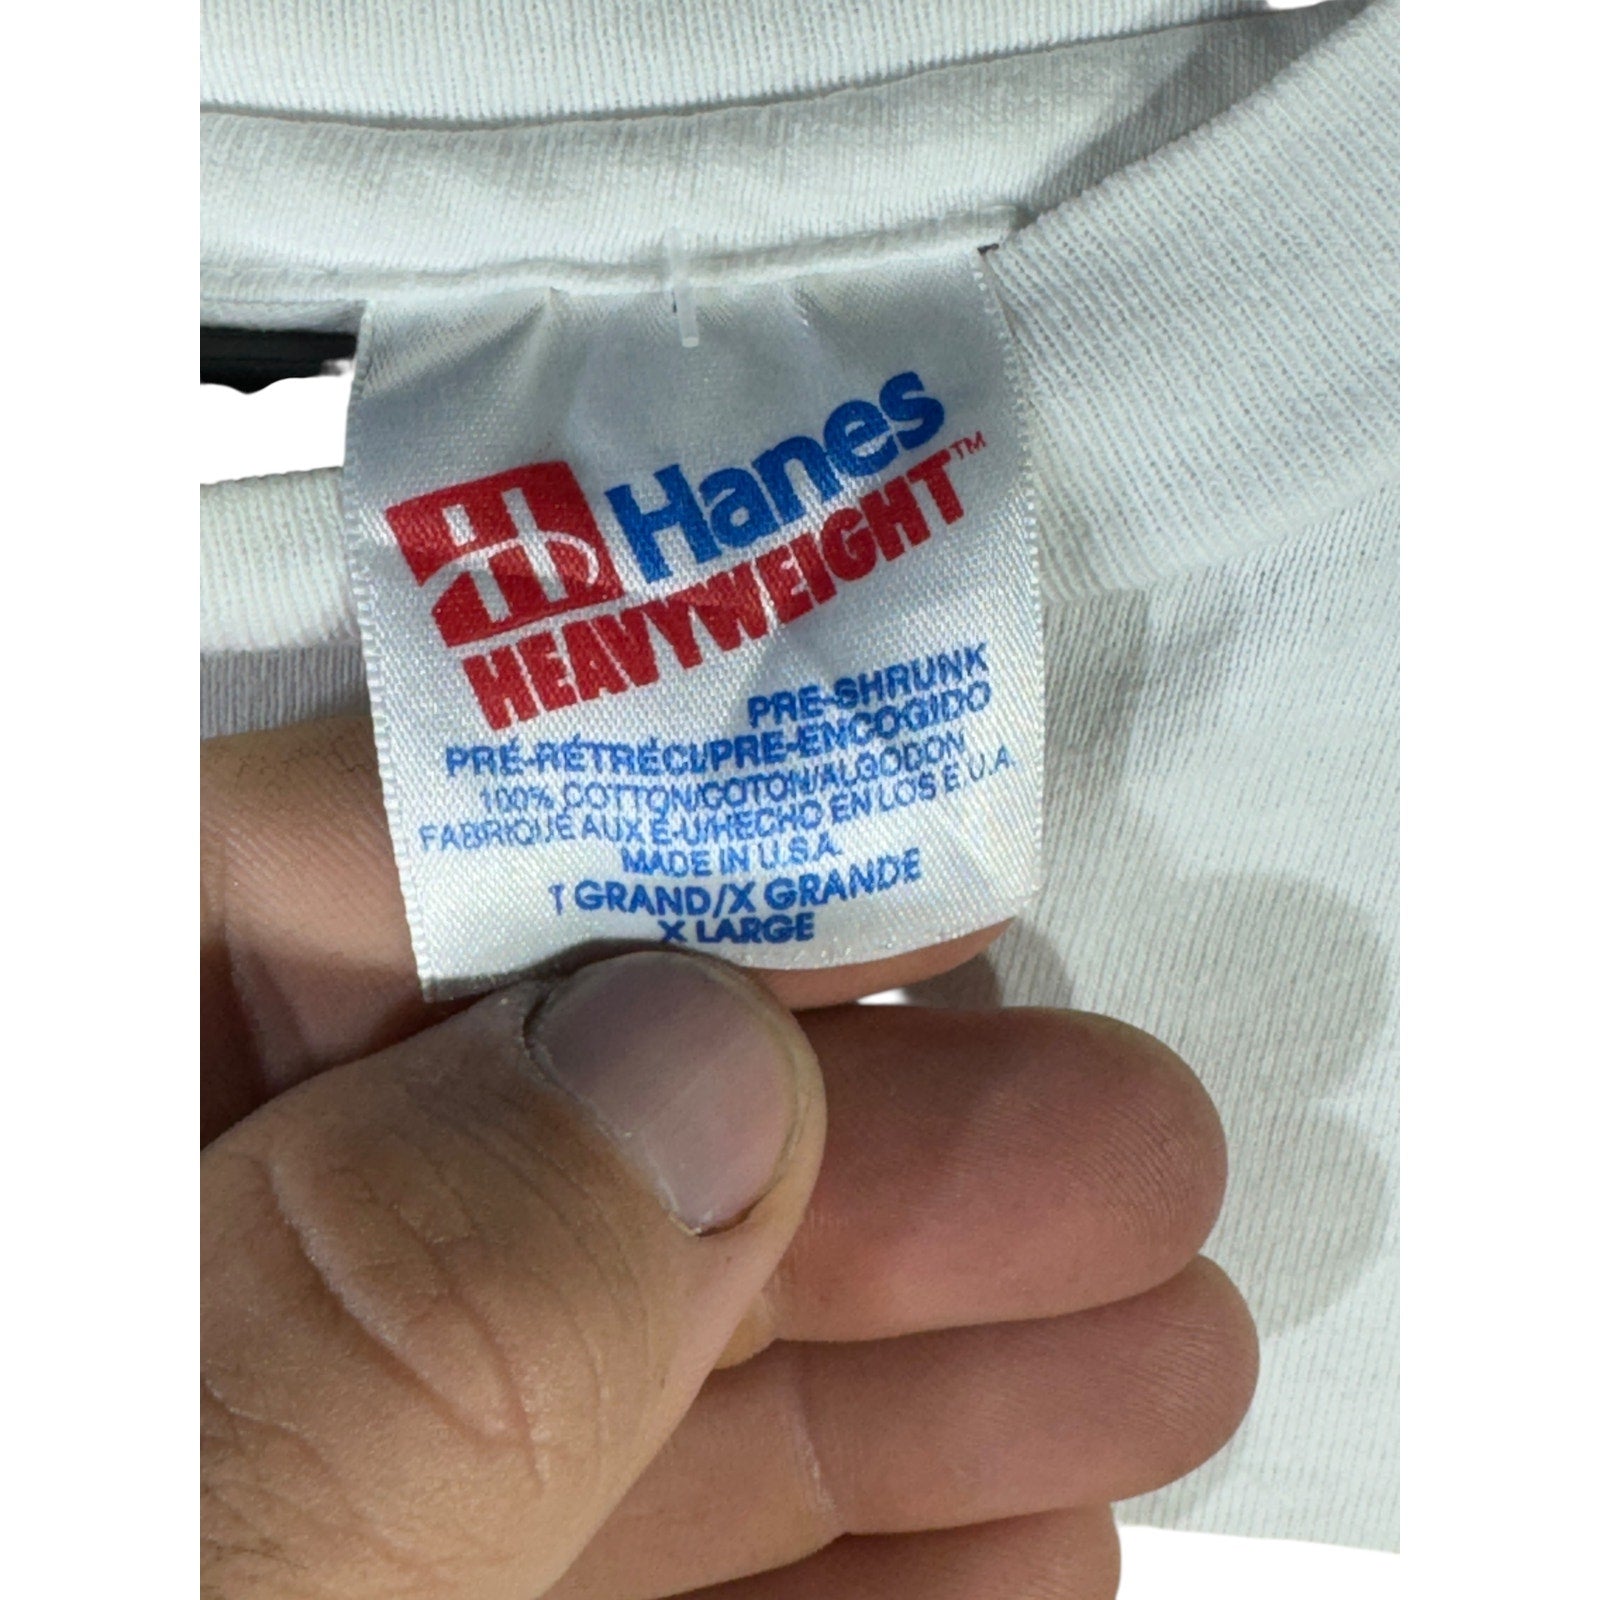 Hanes
HEAVYWEIGHT™
PRE-SHRUNK
PRÉ-RÉTRÉCI/PRE-ENCOGIDO
100% COTTON/COTON/ALGODON
FABRIQUÉ AUX É-U/HECHO EN LOS E.U.A.
MADE IN U.S.A.
T GRAND/X GRANDE
X LARGE